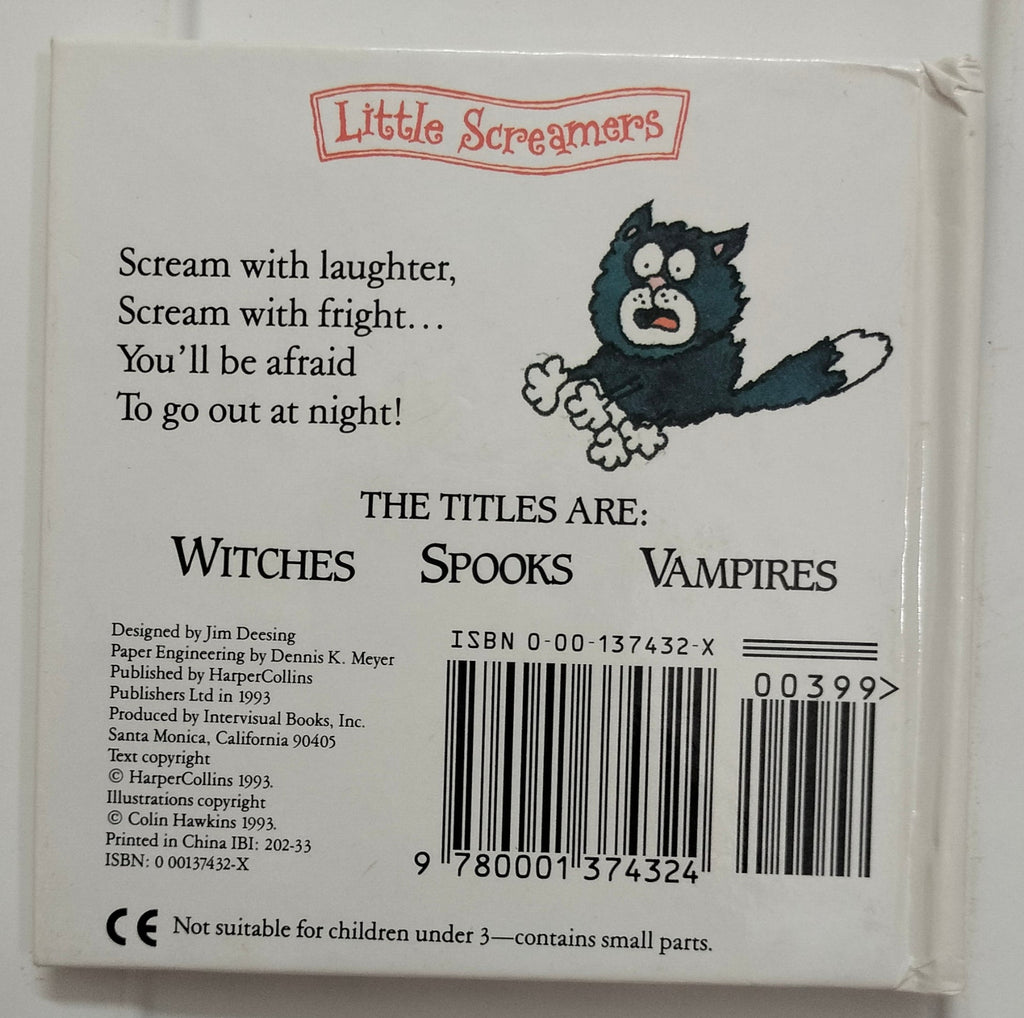 Little Screamers
Scream with laughter,
Scream with fright...
You'll be afraid
To go out at night!
THE TITLES ARE:
WITCHES SPOOKS VAMPIRES
Designed by Jim Deesing
Paper Engineering by Dennis K. Meyer
Published by HarperCollins
Publishers Ltd in 1993
Produced by Intervisual Books, Inc.
Santa Monica, California 90405
Text copyright
© HarperCollins 1993.
Illustrations copyright
© Colin Hawkins 1993.
Printed in China IBI: 202-33
ISBN: 0 00137432-X
ISBN 0-00-137432-X
00399>
9 780001 374324
CE Not suitable for children under 3—contains small parts.